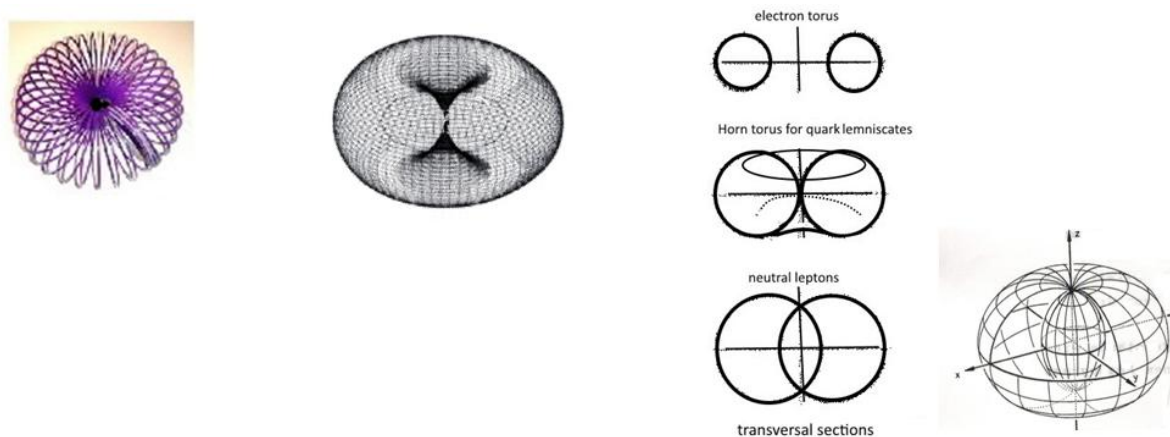 electron torus
Horn torus for quark lemniscates
neutral leptons
transversal sections
z
x
y